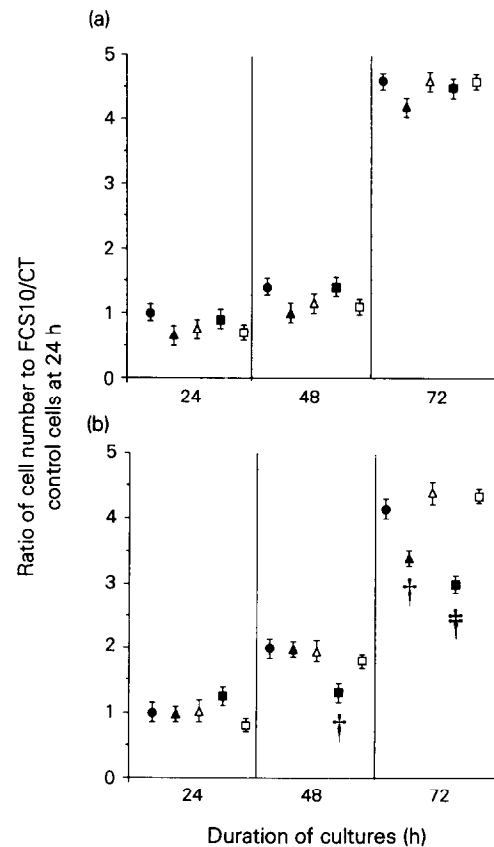 (a)
5
4
3
2
1
0
24 48 72
(b)
5
4
3
2
1
0
† † ‡
24 48 72
Ratio of cell number to FCS10/CT
control cells at 24 h
Duration of cultures (h)